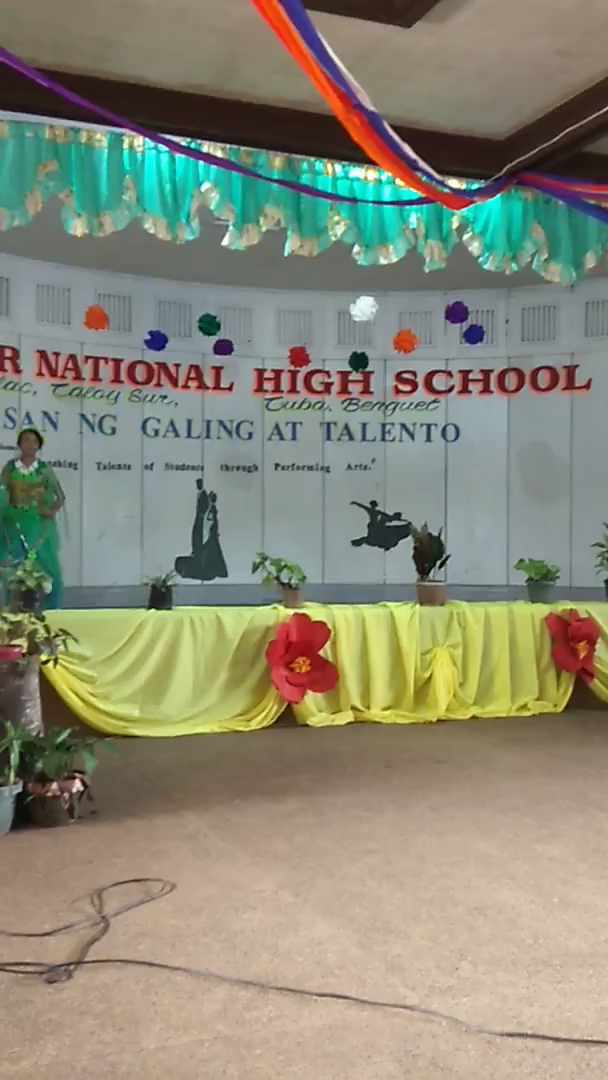 R NATIONAL HIGH SCHOOL
Taloy Sur, Tuba, Benguet
SAN NG GALING AT TALENTO
Talents of Students through Performing Arts."